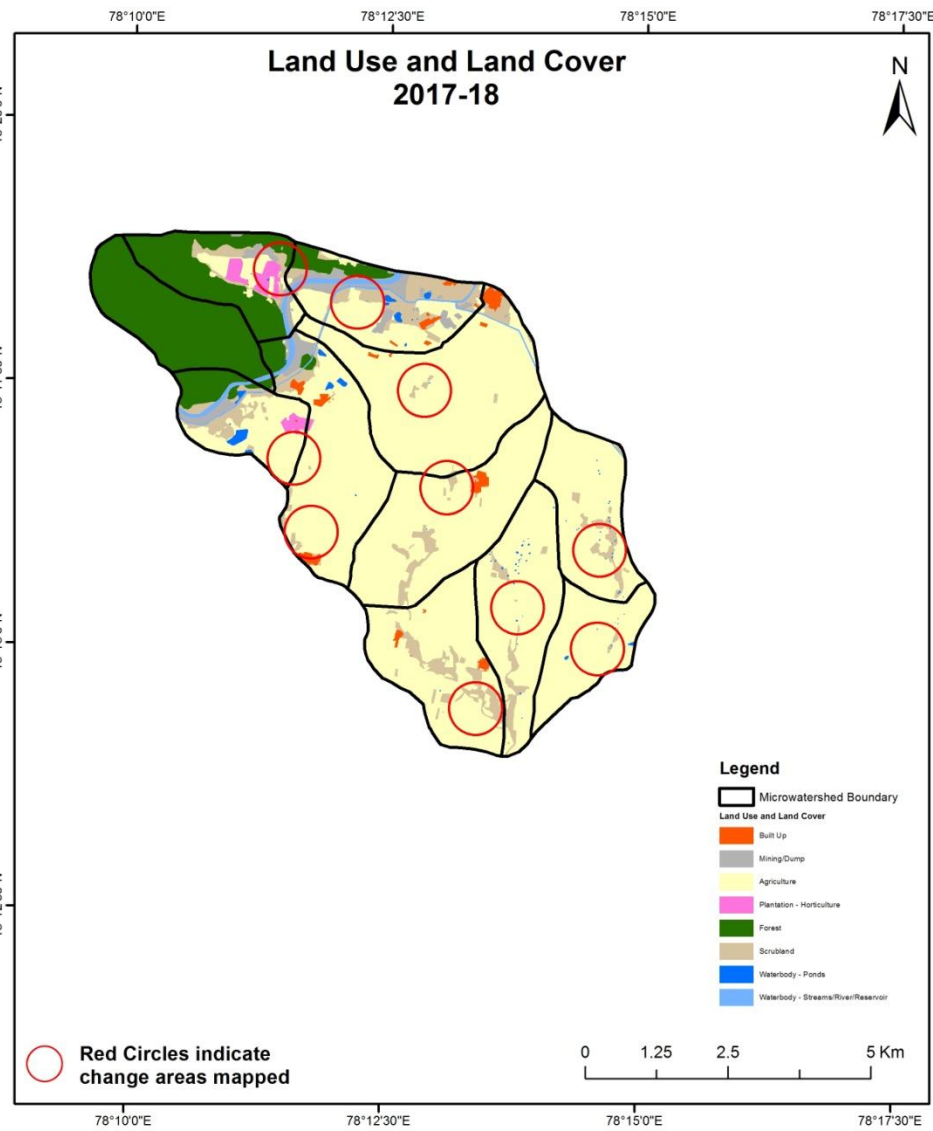 78°10'0"E
78°12'30"E
78°15'0"E
78°17'30"E
Land Use and Land Cover
2017-18
N
Legend
Microwatershed Boundary
Land Use and Land Cover
Built Up
Mining/Dump
Agriculture
Plantation - Horticulture
Forest
Scrubland
Waterbody - Ponds
Waterbody - Streams/River/Reservoir
Red Circles indicate
change areas mapped
0 1.25 2.5 5 Km
78°10'0"E
78°12'30"E
78°15'0"E
78°17'30"E